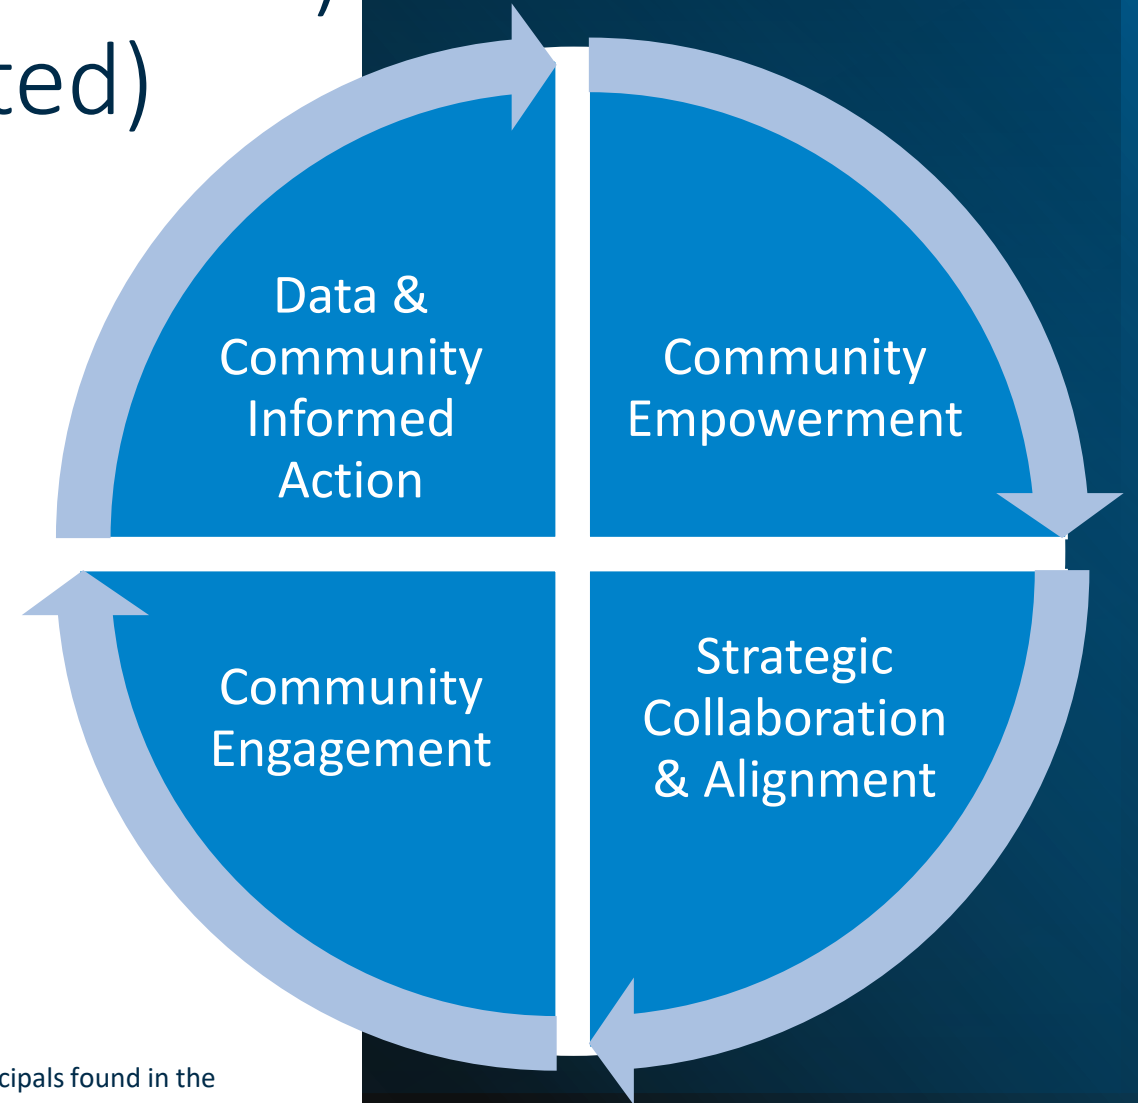 ted)
Data &
Community
Informed
Action
Community
Empowerment
Community
Engagement
Strategic
Collaboration
& Alignment
cipals found in the